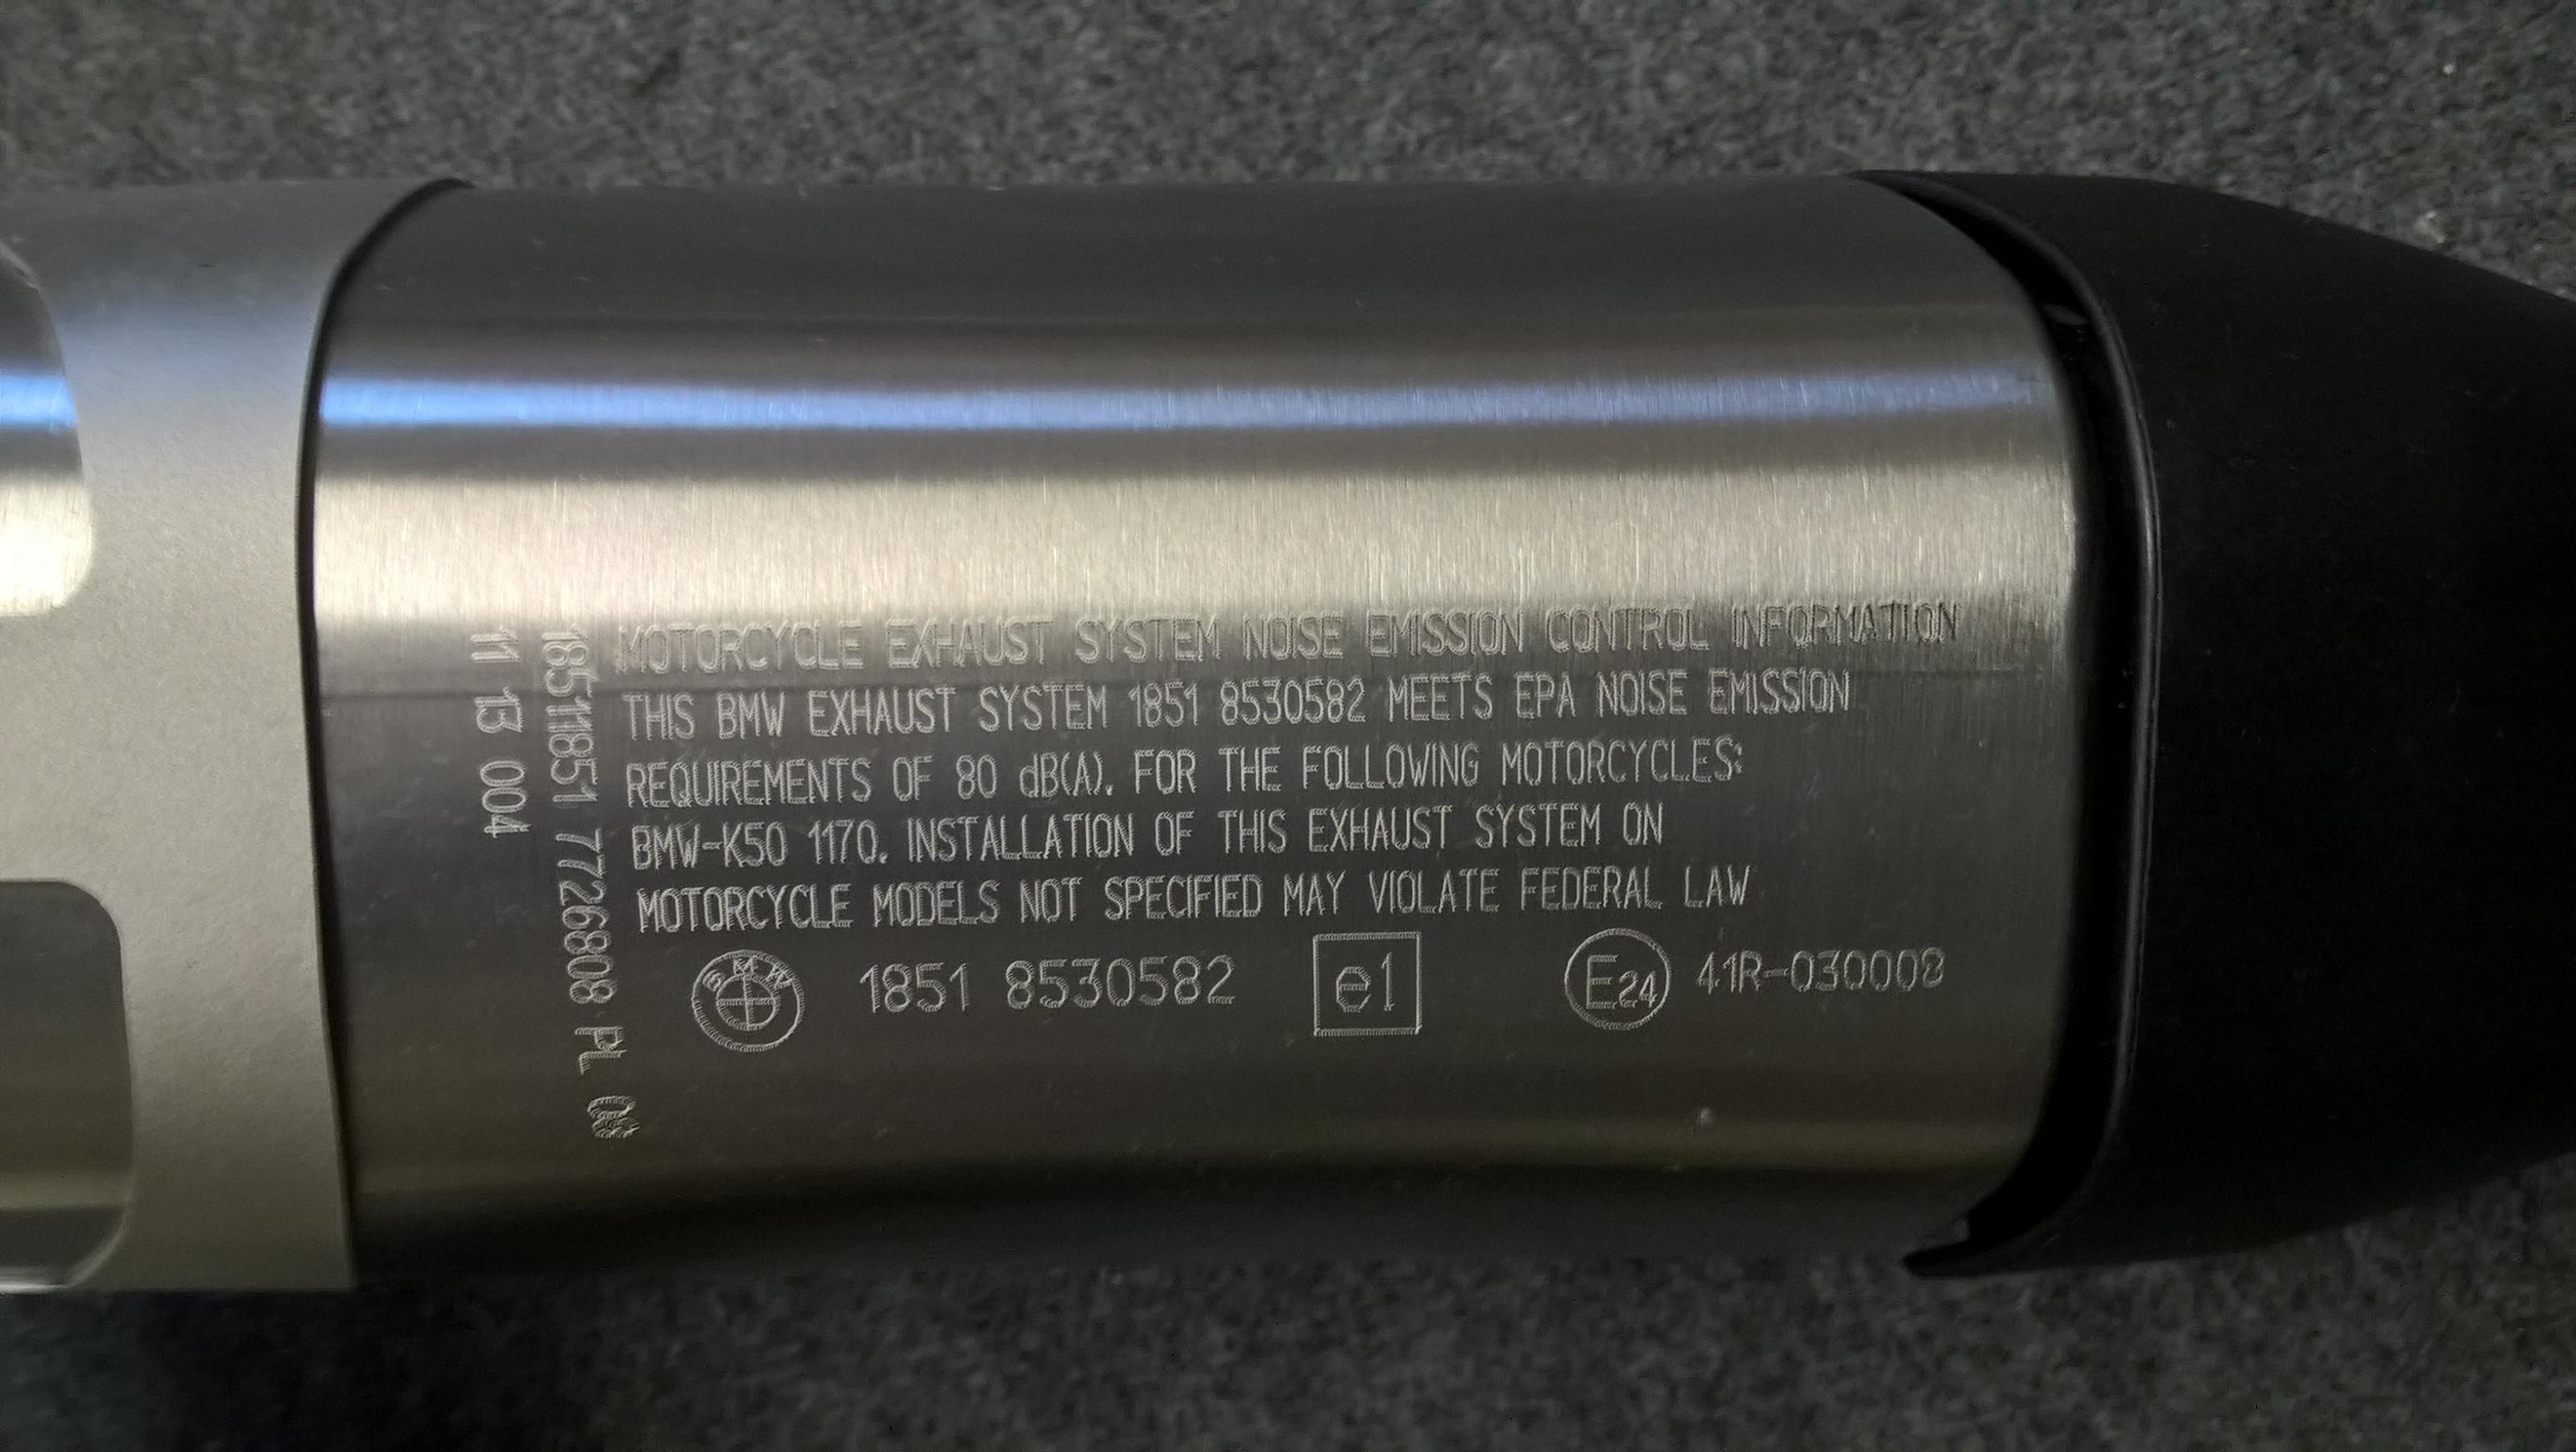 MOTORCYCLE EXHAUST SYSTEM NOISE EMISSION CONTROL INFORMATION
THIS BMW EXHAUST SYSTEM 1851 8530582 MEETS EPA NOISE EMISSION
REQUIREMENTS OF 80 dB(A). FOR THE FOLLOWING MOTORCYCLES:
BMW-K50 1170. INSTALLATION OF THIS EXHAUST SYSTEM ON
MOTORCYCLE MODELS NOT SPECIFIED MAY VIOLATE FEDERAL LAW
BMW 1851 8530582 e1 E24 41R-030008
18511851 7726808 PL 08
11 13 004